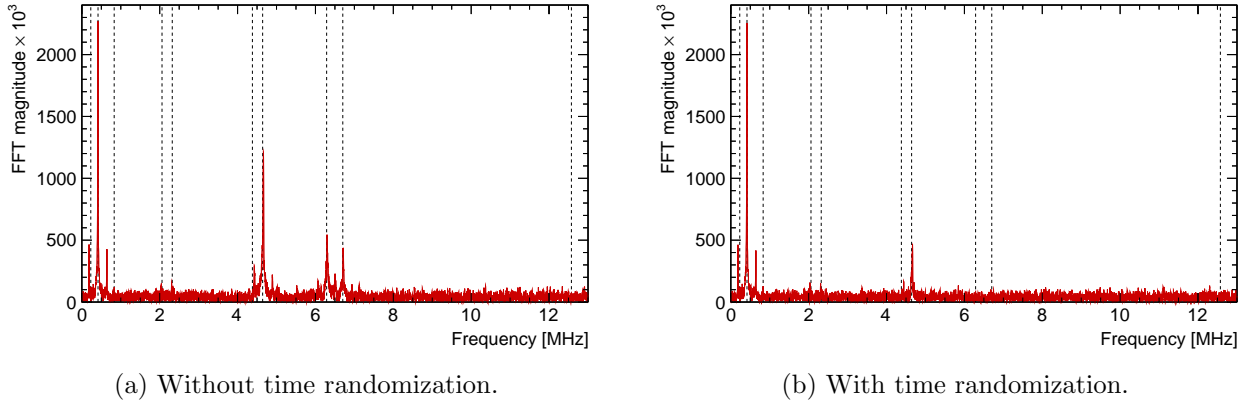 FFT magnitude × 10³
2000
1500
1000
500
0
0 2 4 6 8 10 12
Frequency [MHz]
(a) Without time randomization.
FFT magnitude × 10³
2000
1500
1000
500
0
0 2 4 6 8 10 12
Frequency [MHz]
(b) With time randomization.